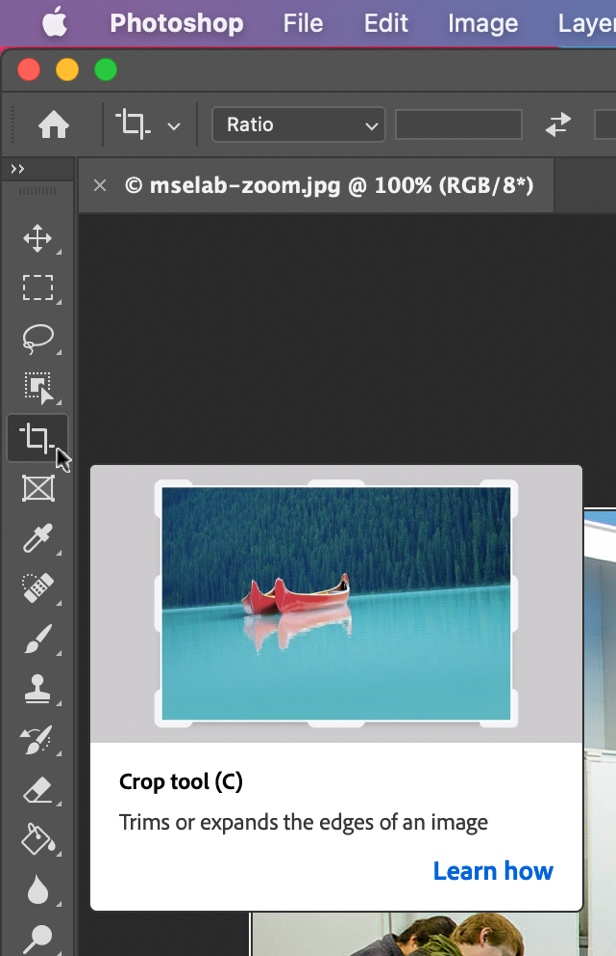 Photoshop File Edit Image Layer
Ratio
© mselab-zoom.jpg @ 100% (RGB/8*)
Crop tool (C)
Trims or expands the edges of an image
Learn how